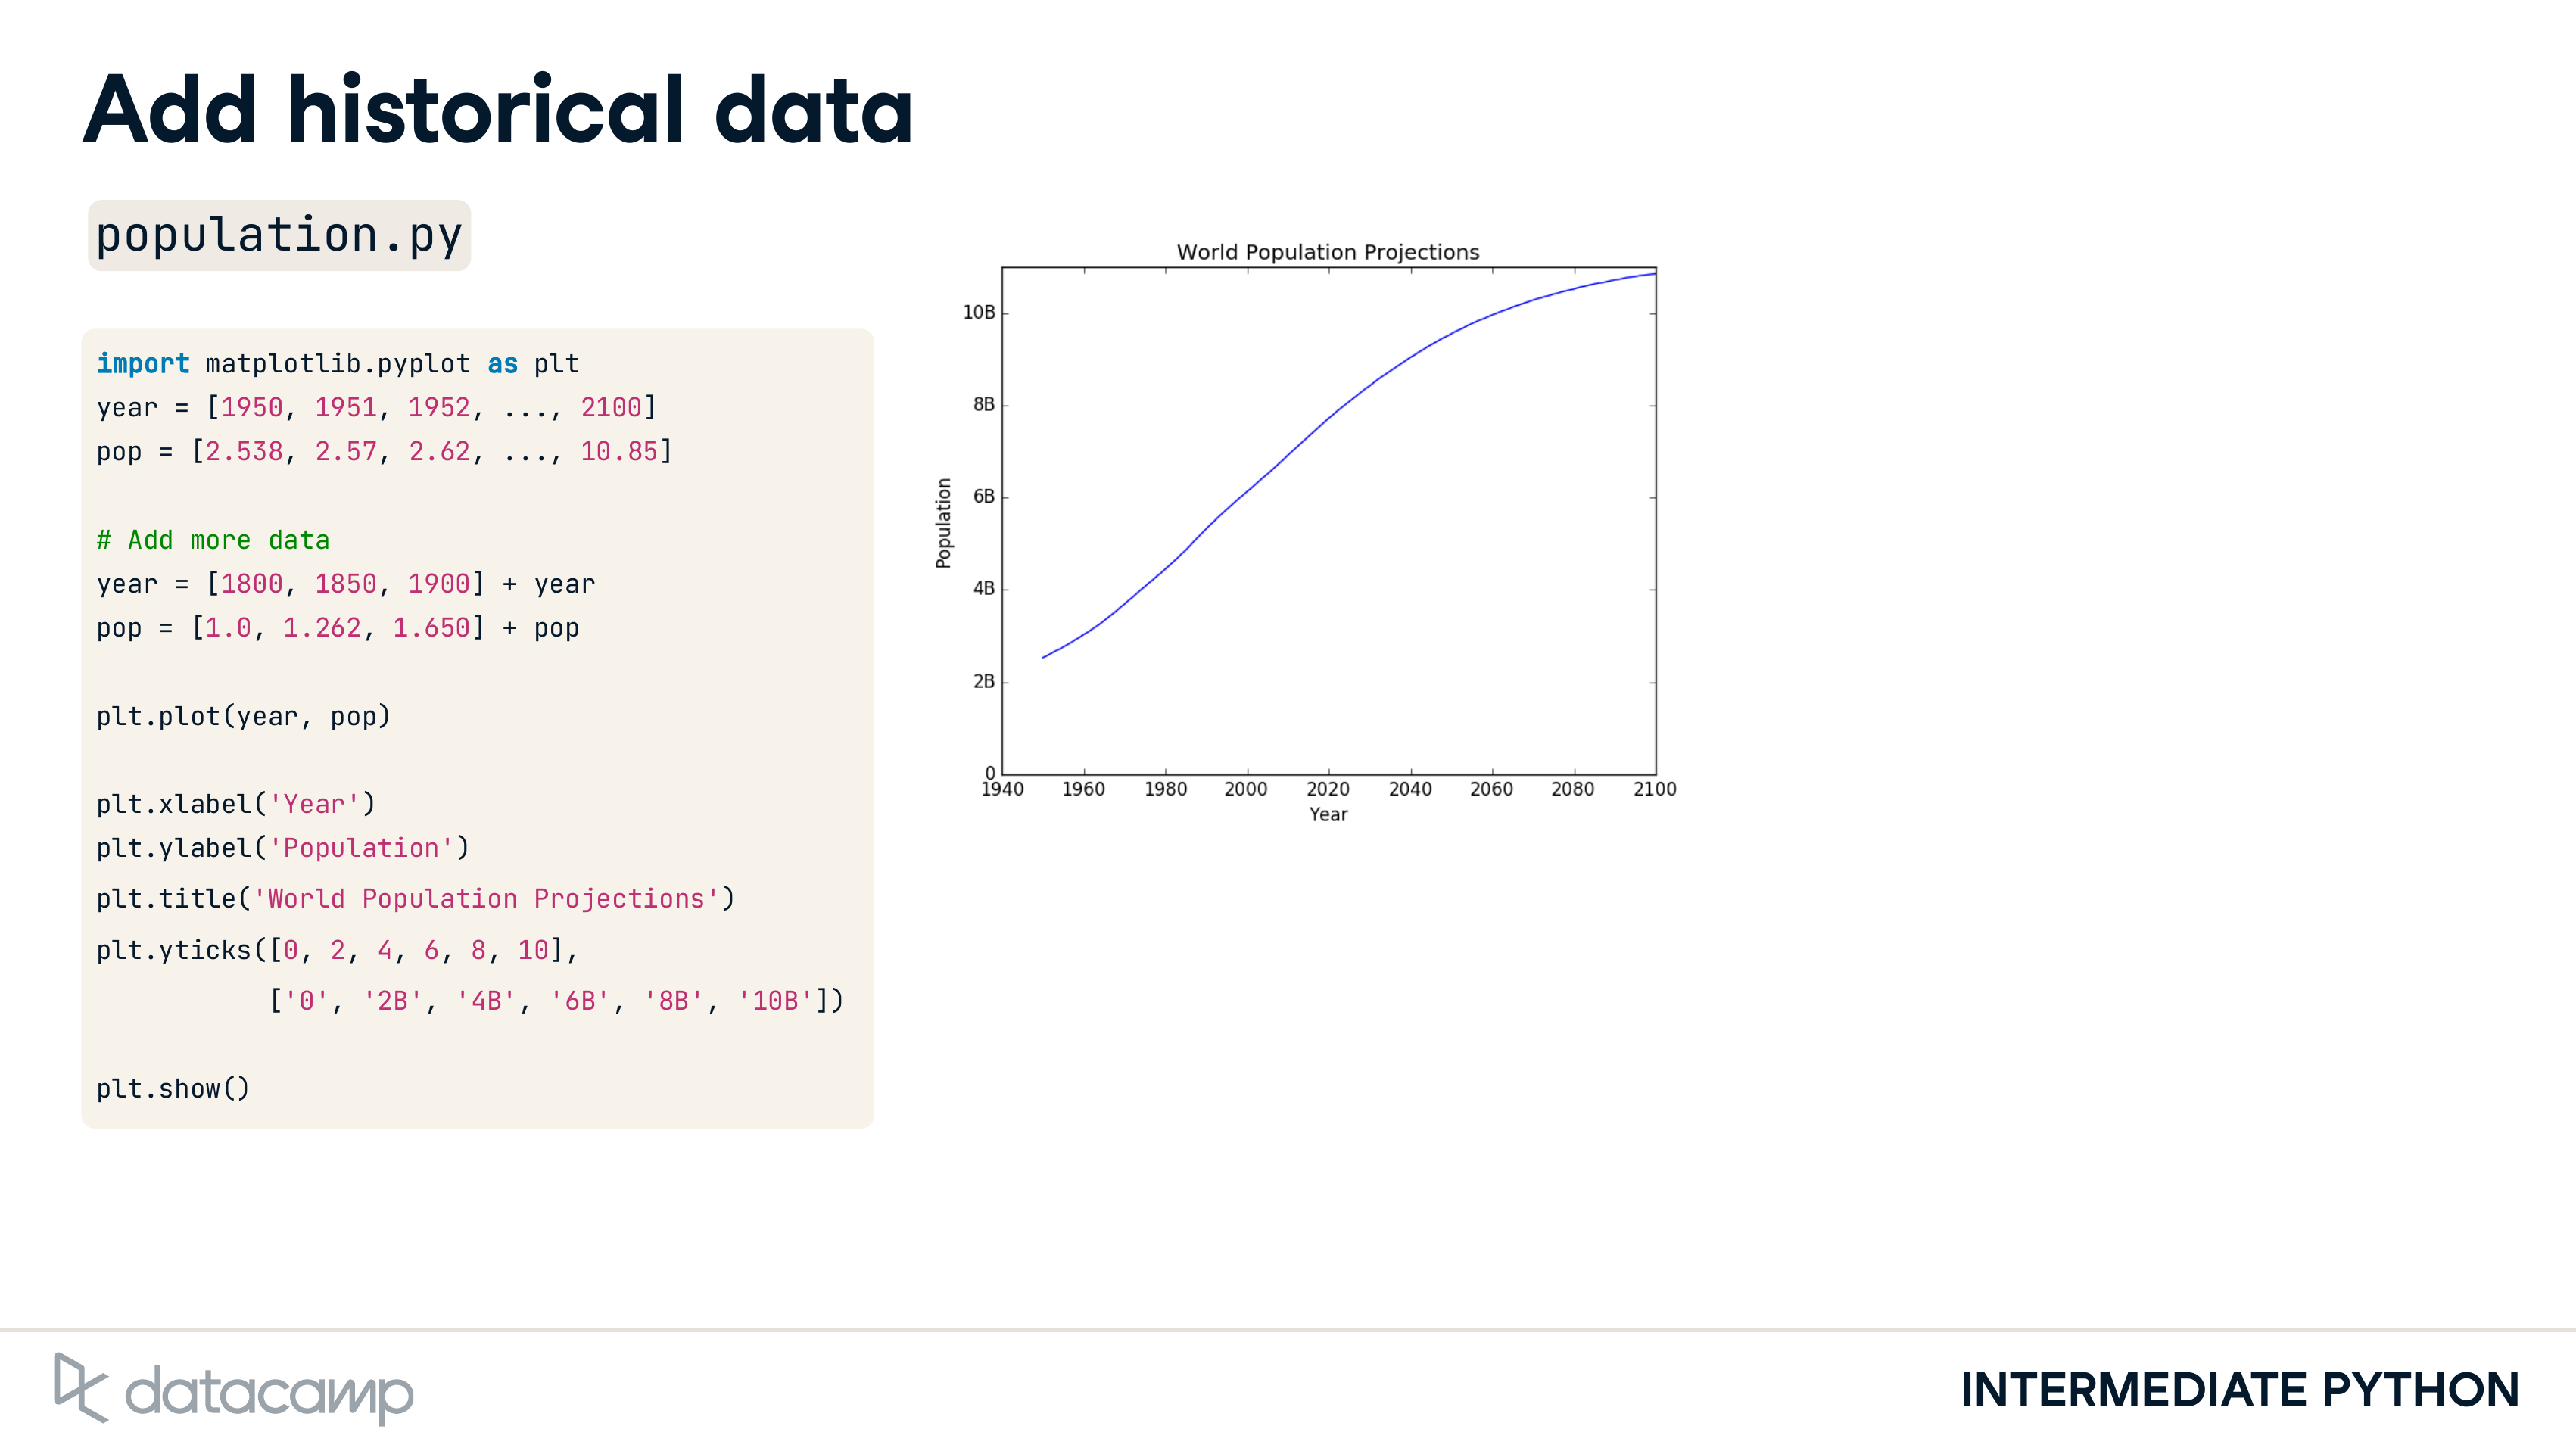 Add historical data
population.py
import matplotlib.pyplot as plt
year = [1950, 1951, 1952, ..., 2100]
pop = [2.538, 2.57, 2.62, ..., 10.85]
# Add more data
year = [1800, 1850, 1900] + year
pop = [1.0, 1.262, 1.650] + pop
plt.plot(year, pop)
plt.xlabel('Year')
plt.ylabel('Population')
plt.title('World Population Projections')
plt.yticks([0, 2, 4, 6, 8, 10],
['0', '2B', '4B', '6B', '8B', '10B'])
plt.show()
World Population Projections
10B
8B
6B
4B
2B
0
Population
1940 1960 1980 2000 2020 2040 2060 2080 2100
Year
datacamp
INTERMEDIATE PYTHON